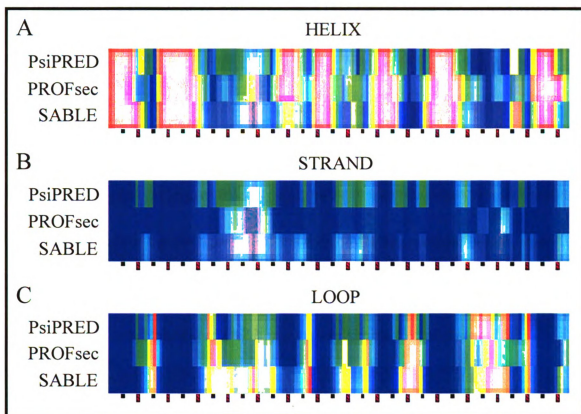 A
HELIX
PsiPRED
PROFsec
SABLE
B
STRAND
PsiPRED
PROFsec
SABLE
C
LOOP
PsiPRED
PROFsec
SABLE